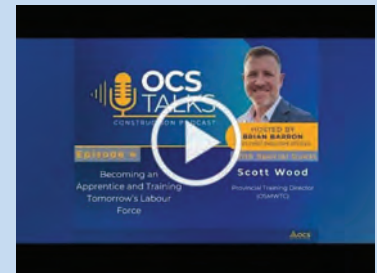 OCS
TALKS
CONSTRUCTION PODCAST
HOSTED BY
BRIAN BARRON
Becoming an
Apprentice and Training
Tomorrow's Labour
Force
Scott Wood
Provincial Training Director
(OSMWTC)
OCS